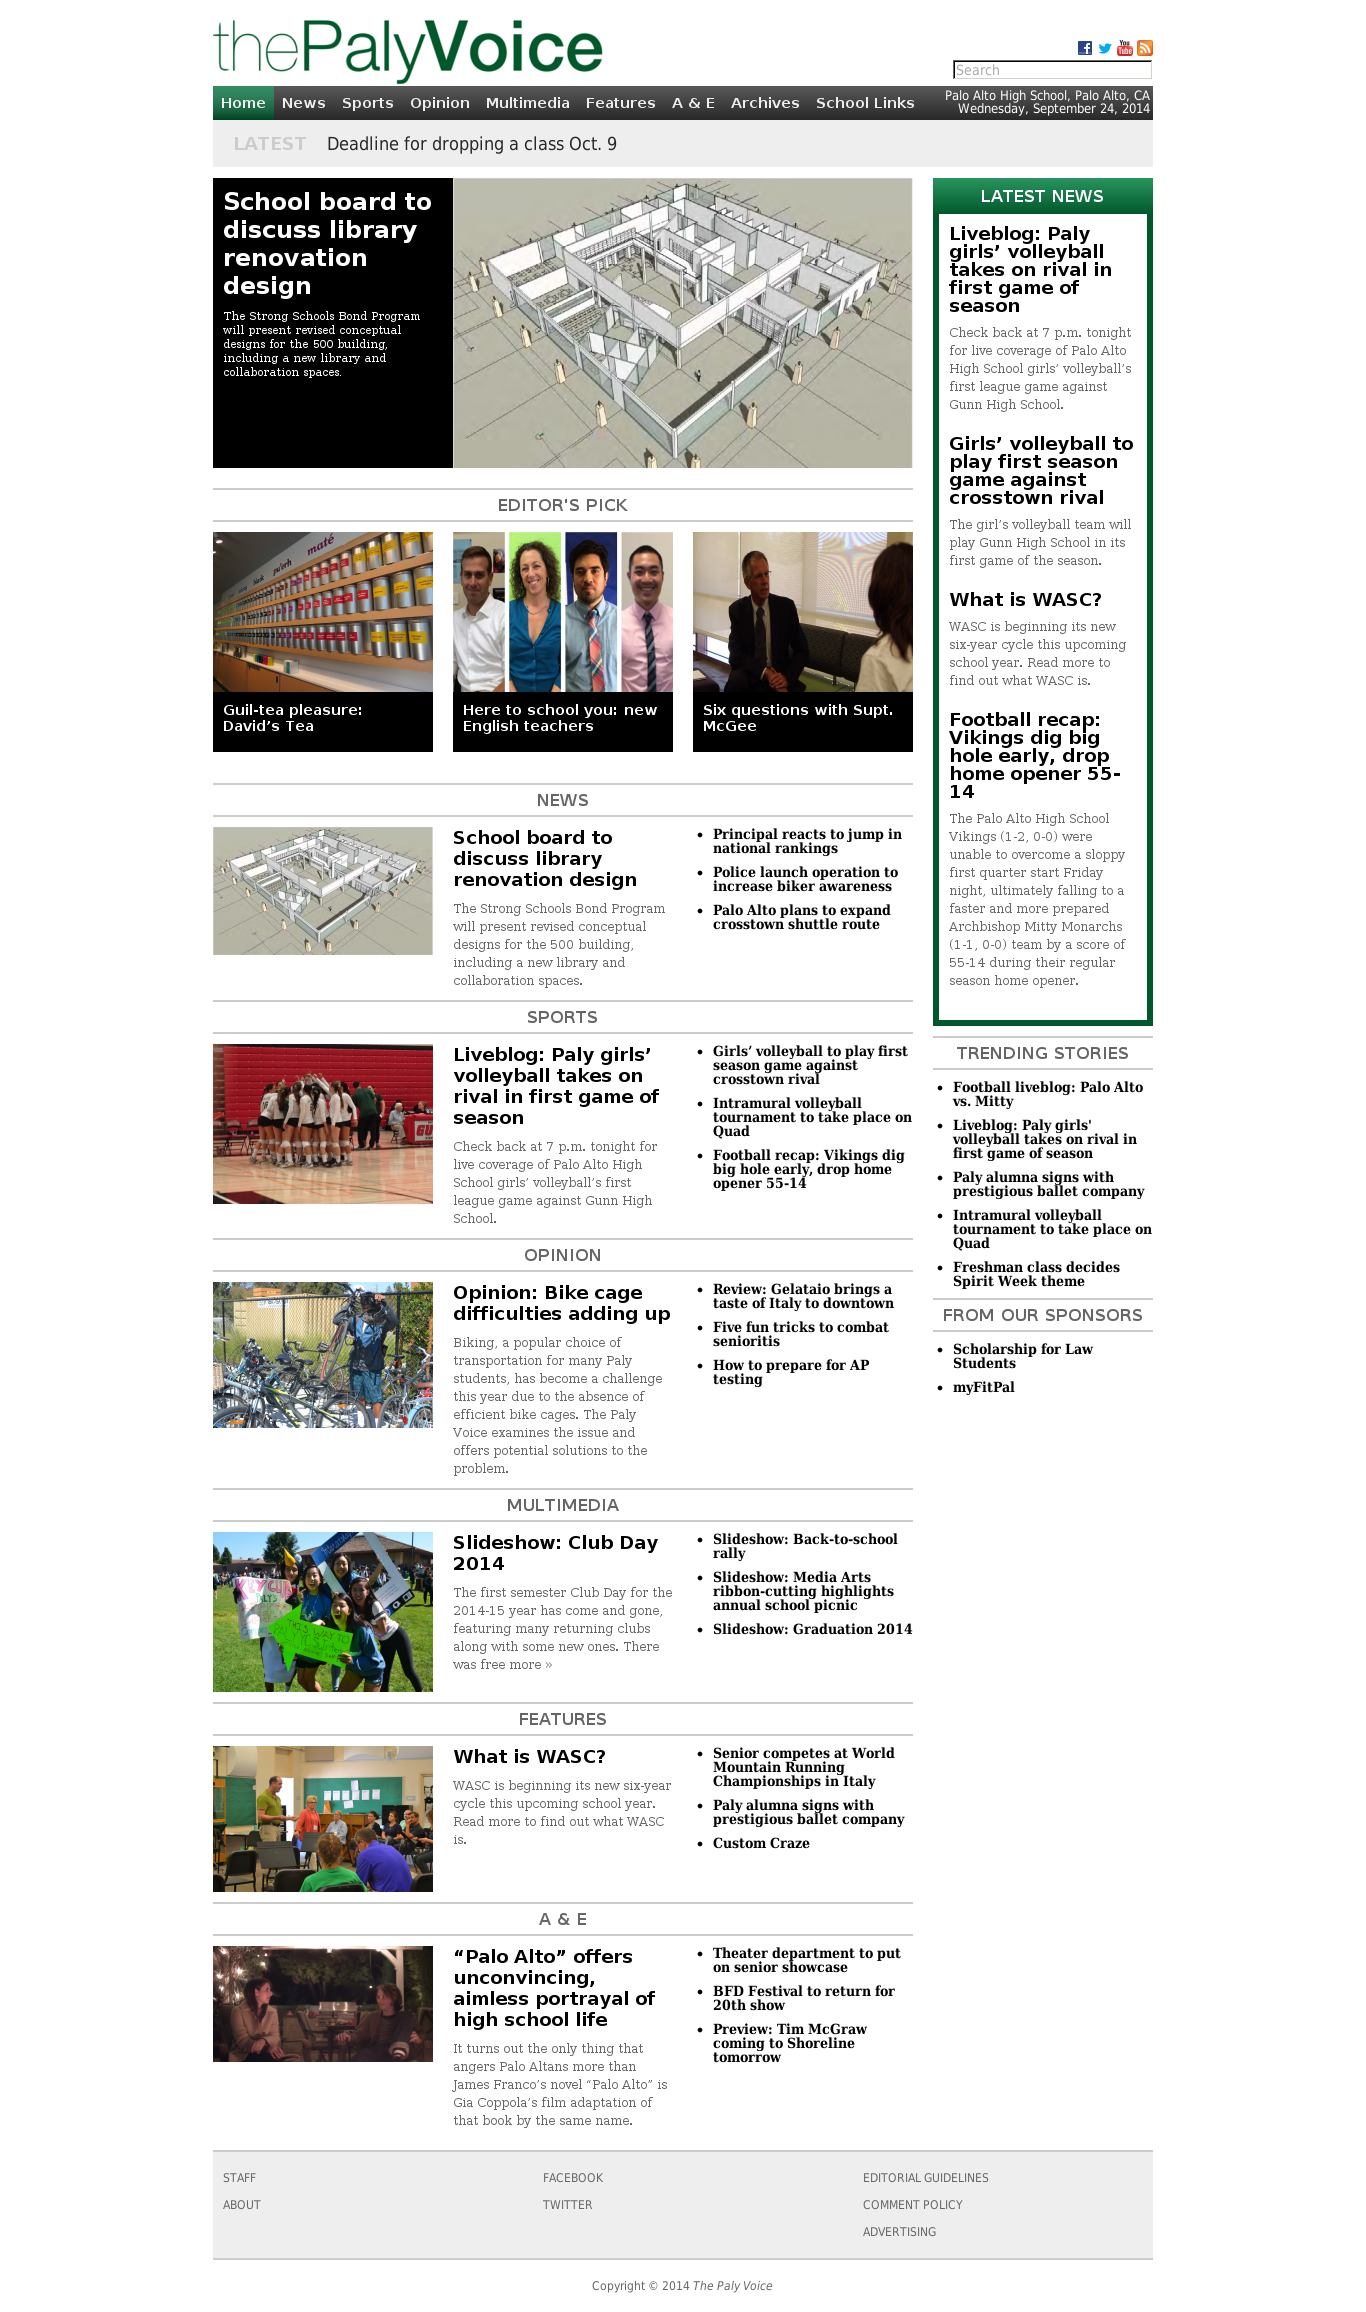 thePalyVoice
Search
Home News Sports Opinion Multimedia Features A & E Archives School Links
Palo Alto High School, Palo Alto, CA
Wednesday, September 24, 2014
LATEST Deadline for dropping a class Oct. 9
School board to
discuss library
renovation
design
The Strong Schools Bond Program
will present revised conceptual
designs for the 500 building,
including a new library and
collaboration spaces.
EDITOR'S PICK
maté
pu'erh
Guil-tea pleasure:
David’s Tea
Here to school you: new
English teachers
Six questions with Supt.
McGee
NEWS
School board to
discuss library
renovation design
The Strong Schools Bond Program
will present revised conceptual
designs for the 500 building,
including a new library and
collaboration spaces.
• Principal reacts to jump in
national rankings
• Police launch operation to
increase biker awareness
• Palo Alto plans to expand
crosstown shuttle route
SPORTS
Liveblog: Paly girls’
volleyball takes on
rival in first game of
season
Check back at 7 p.m. tonight for
live coverage of Palo Alto High
School girls’ volleyball’s first
league game against Gunn High
School.
• Girls’ volleyball to play first
season game against
crosstown rival
• Intramural volleyball
tournament to take place on
Quad
• Football recap: Vikings dig
big hole early, drop home
opener 55-14
OPINION
Opinion: Bike cage
difficulties adding up
Biking, a popular choice of
transportation for many Paly
students, has become a challenge
this year due to the absence of
efficient bike cages. The Paly
Voice examines the issue and
offers potential solutions to the
problem.
• Review: Gelataio brings a
taste of Italy to downtown
• Five fun tricks to combat
senioritis
• How to prepare for AP
testing
MULTIMEDIA
THIS WAY TO
Slideshow: Club Day
2014
The first semester Club Day for the
2014-15 year has come and gone,
featuring many returning clubs
along with some new ones. There
was free more »
• Slideshow: Back-to-school
rally
• Slideshow: Media Arts
ribbon-cutting highlights
annual school picnic
• Slideshow: Graduation 2014
FEATURES
What is WASC?
WASC is beginning its new six-year
cycle this upcoming school year.
Read more to find out what WASC
is.
• Senior competes at World
Mountain Running
Championships in Italy
• Paly alumna signs with
prestigious ballet company
• Custom Craze
A & E
“Palo Alto” offers
unconvincing,
aimless portrayal of
high school life
It turns out the only thing that
angers Palo Altans more than
James Franco’s novel “Palo Alto” is
Gia Coppola’s film adaptation of
that book by the same name.
• Theater department to put
on senior showcase
• BFD Festival to return for
20th show
• Preview: Tim McGraw
coming to Shoreline
tomorrow
LATEST NEWS
Liveblog: Paly
girls’ volleyball
takes on rival in
first game of
season
Check back at 7 p.m. tonight
for live coverage of Palo Alto
High School girls’ volleyball’s
first league game against
Gunn High School.
Girls’ volleyball to
play first season
game against
crosstown rival
The girl’s volleyball team will
play Gunn High School in its
first game of the season.
What is WASC?
WASC is beginning its new
six-year cycle this upcoming
school year. Read more to
find out what WASC is.
Football recap:
Vikings dig big
hole early, drop
home opener 55-
14
The Palo Alto High School
Vikings (1-2, 0-0) were
unable to overcome a sloppy
first quarter start Friday
night, ultimately falling to a
faster and more prepared
Archbishop Mitty Monarchs
(1-1, 0-0) team by a score of
55-14 during their regular
season home opener.
TRENDING STORIES
• Football liveblog: Palo Alto
vs. Mitty
• Liveblog: Paly girls'
volleyball takes on rival in
first game of season
• Paly alumna signs with
prestigious ballet company
• Intramural volleyball
tournament to take place on
Quad
• Freshman class decides
Spirit Week theme
FROM OUR SPONSORS
• Scholarship for Law
Students
• myFitPal
STAFF
ABOUT
FACEBOOK
TWITTER
EDITORIAL GUIDELINES
COMMENT POLICY
ADVERTISING
Copyright © 2014 The Paly Voice